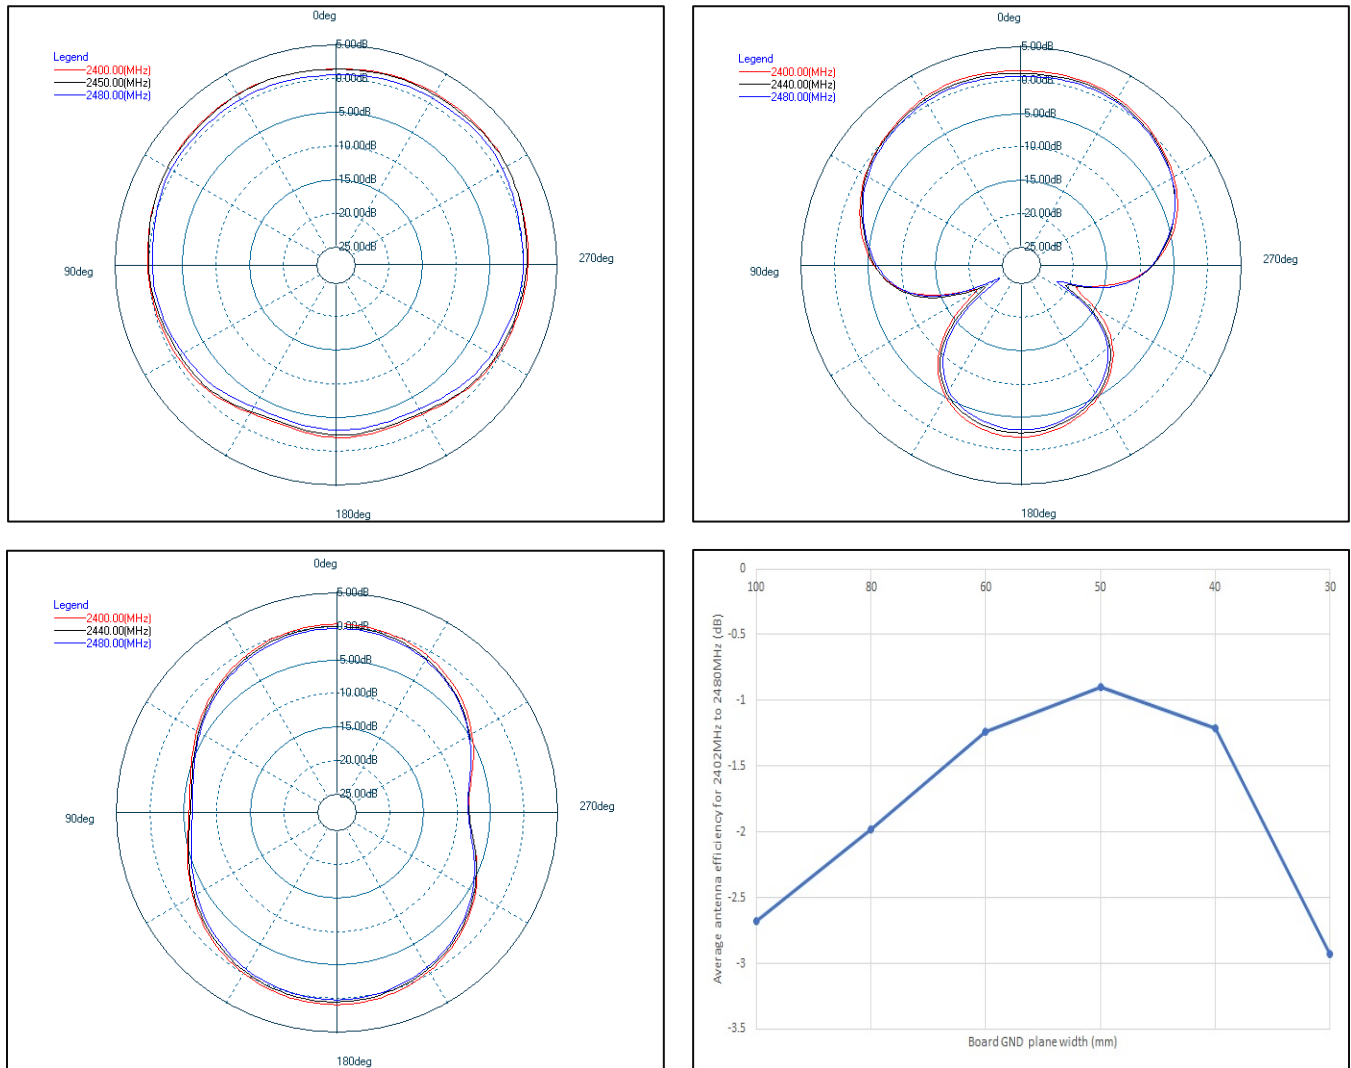 0deg
Legend
2400.00(MHz)
2450.00(MHz)
2480.00(MHz)
5.00dB
0.00dB
5.00dB
10.00dB
15.00dB
20.00dB
25.00dB
90deg
270deg
180deg
0deg
Legend
2400.00(MHz)
2440.00(MHz)
2480.00(MHz)
5.00dB
0.00dB
5.00dB
10.00dB
15.00dB
20.00dB
25.00dB
90deg
270deg
180deg
0deg
Legend
2400.00(MHz)
2440.00(MHz)
2480.00(MHz)
5.00dB
0.00dB
5.00dB
10.00dB
15.00dB
20.00dB
25.00dB
90deg
270deg
180deg
Average antenna efficiency for 2402MHz to 2480MHz (dB)
0
-0.5
-1
-1.5
-2
-2.5
-3
-3.5
100 80 60 50 40 30
Board GND plane width (mm)